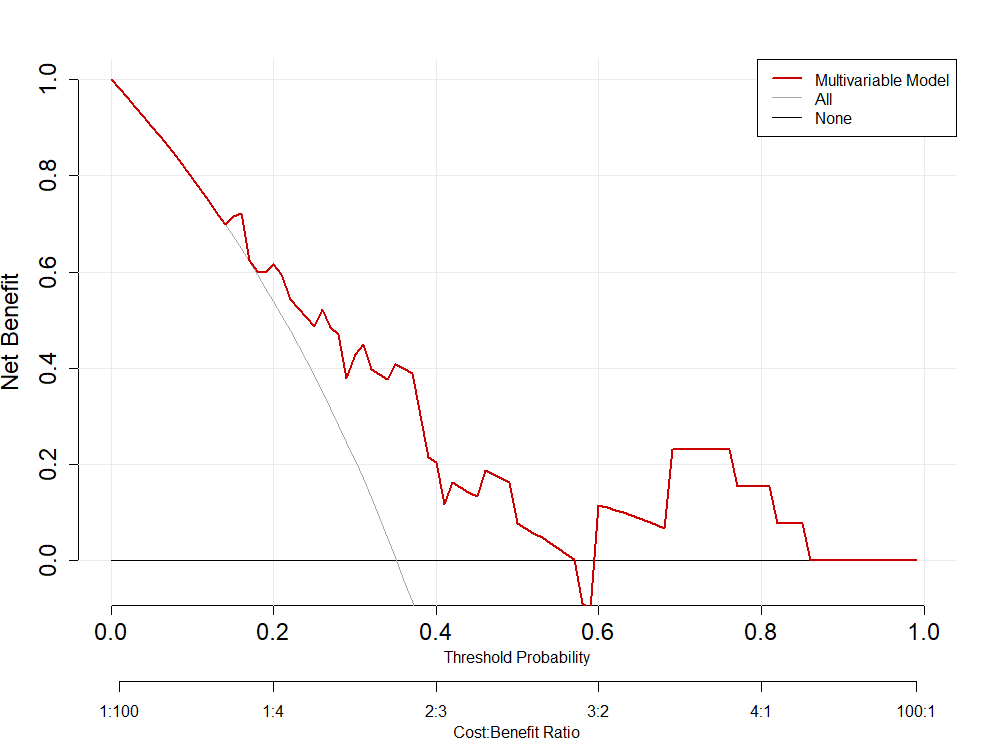 Multivariable Model
All
None
Net Benefit
1.0
0.8
0.6
0.4
0.2
0.0
0.0 0.2 0.4 0.6 0.8 1.0
Threshold Probability
1:100 1:4 2:3 3:2 4:1 100:1
Cost:Benefit Ratio